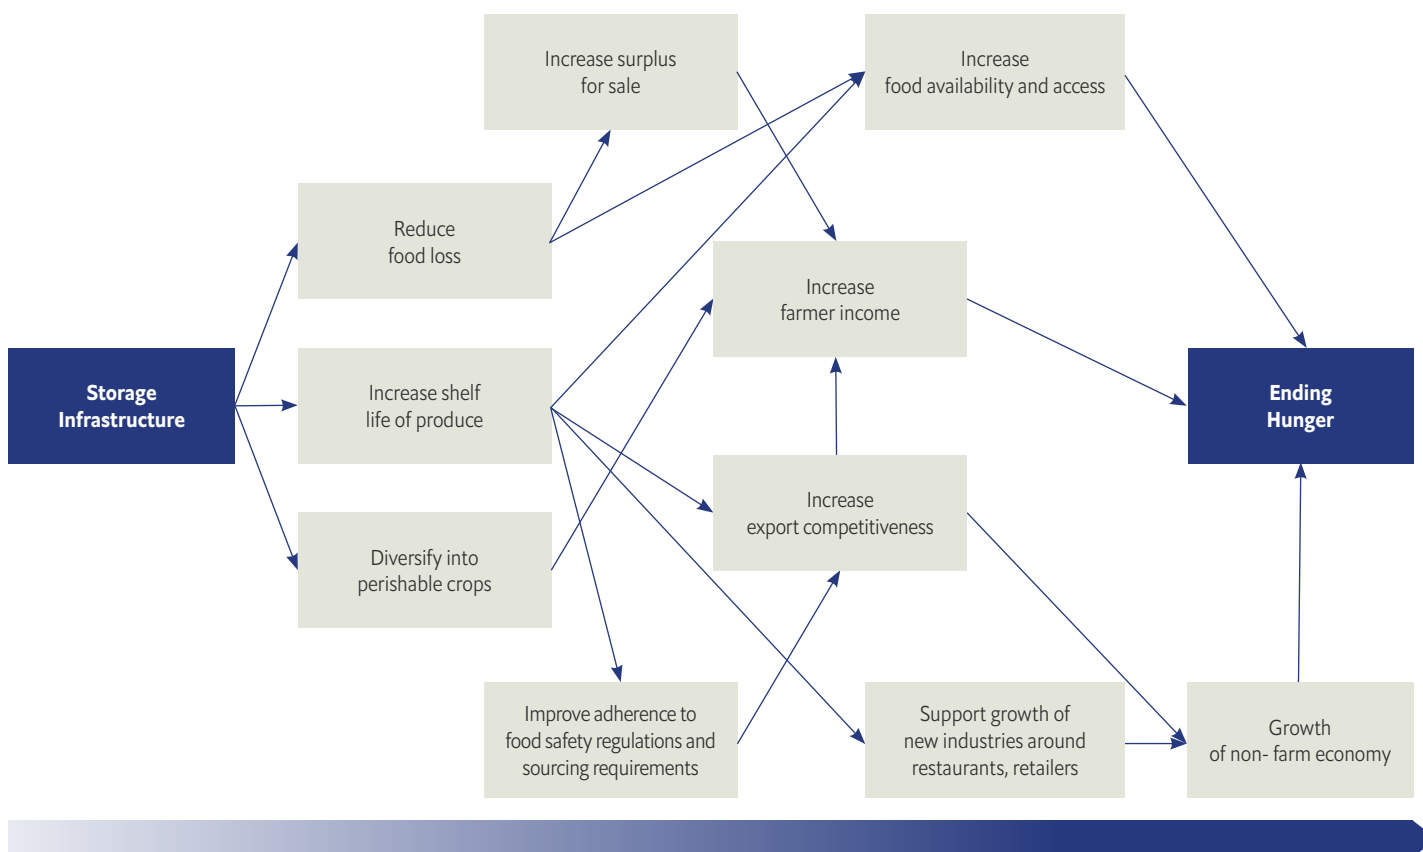 Increase surplus
for sale
Increase
food availability and access
Reduce
food loss
Increase
farmer income
Storage
Infrastructure
Increase shelf
life of produce
Ending
Hunger
Increase
export competitiveness
Diversify into
perishable crops
Improve adherence to
food safety regulations and
sourcing requirements
Support growth of
new industries around
restaurants, retailers
Growth
of non- farm economy